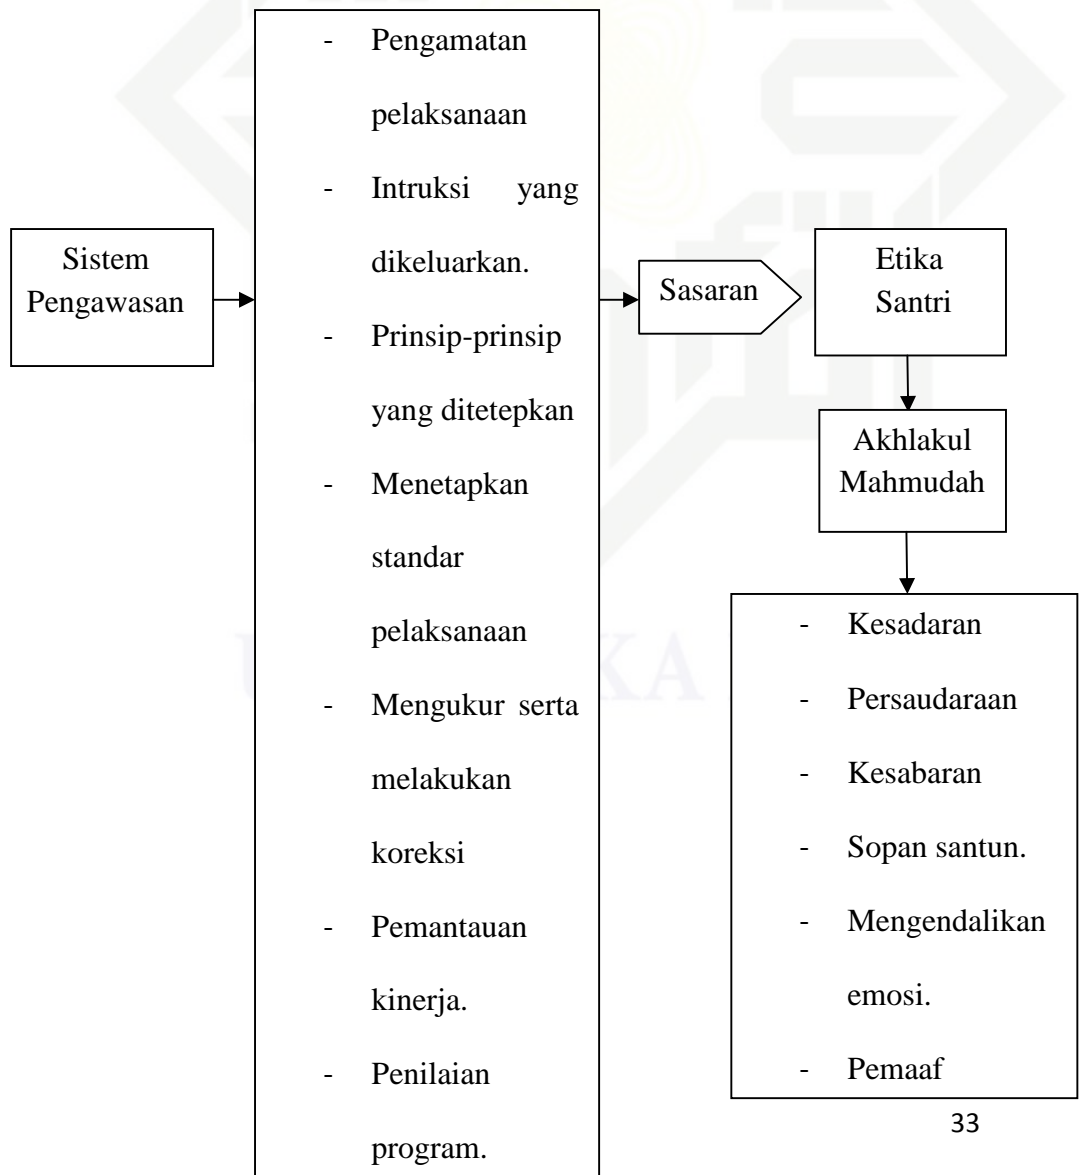 Sistem
Pengawasan
- Pengamatan
pelaksanaan
- Intruksi yang
dikeluarkan.
- Prinsip-prinsip
yang ditetepkan
- Menetapkan
standar
pelaksanaan
- Mengukur serta
melakukan
koreksi
- Pemantauan
kinerja.
- Penilaian
program.
Sasaran
Etika
Santri
Akhlakul
Mahmudah
- Kesadaran
- Persaudaraan
- Kesabaran
- Sopan santun.
- Mengendalikan
emosi.
- Pemaaf
33